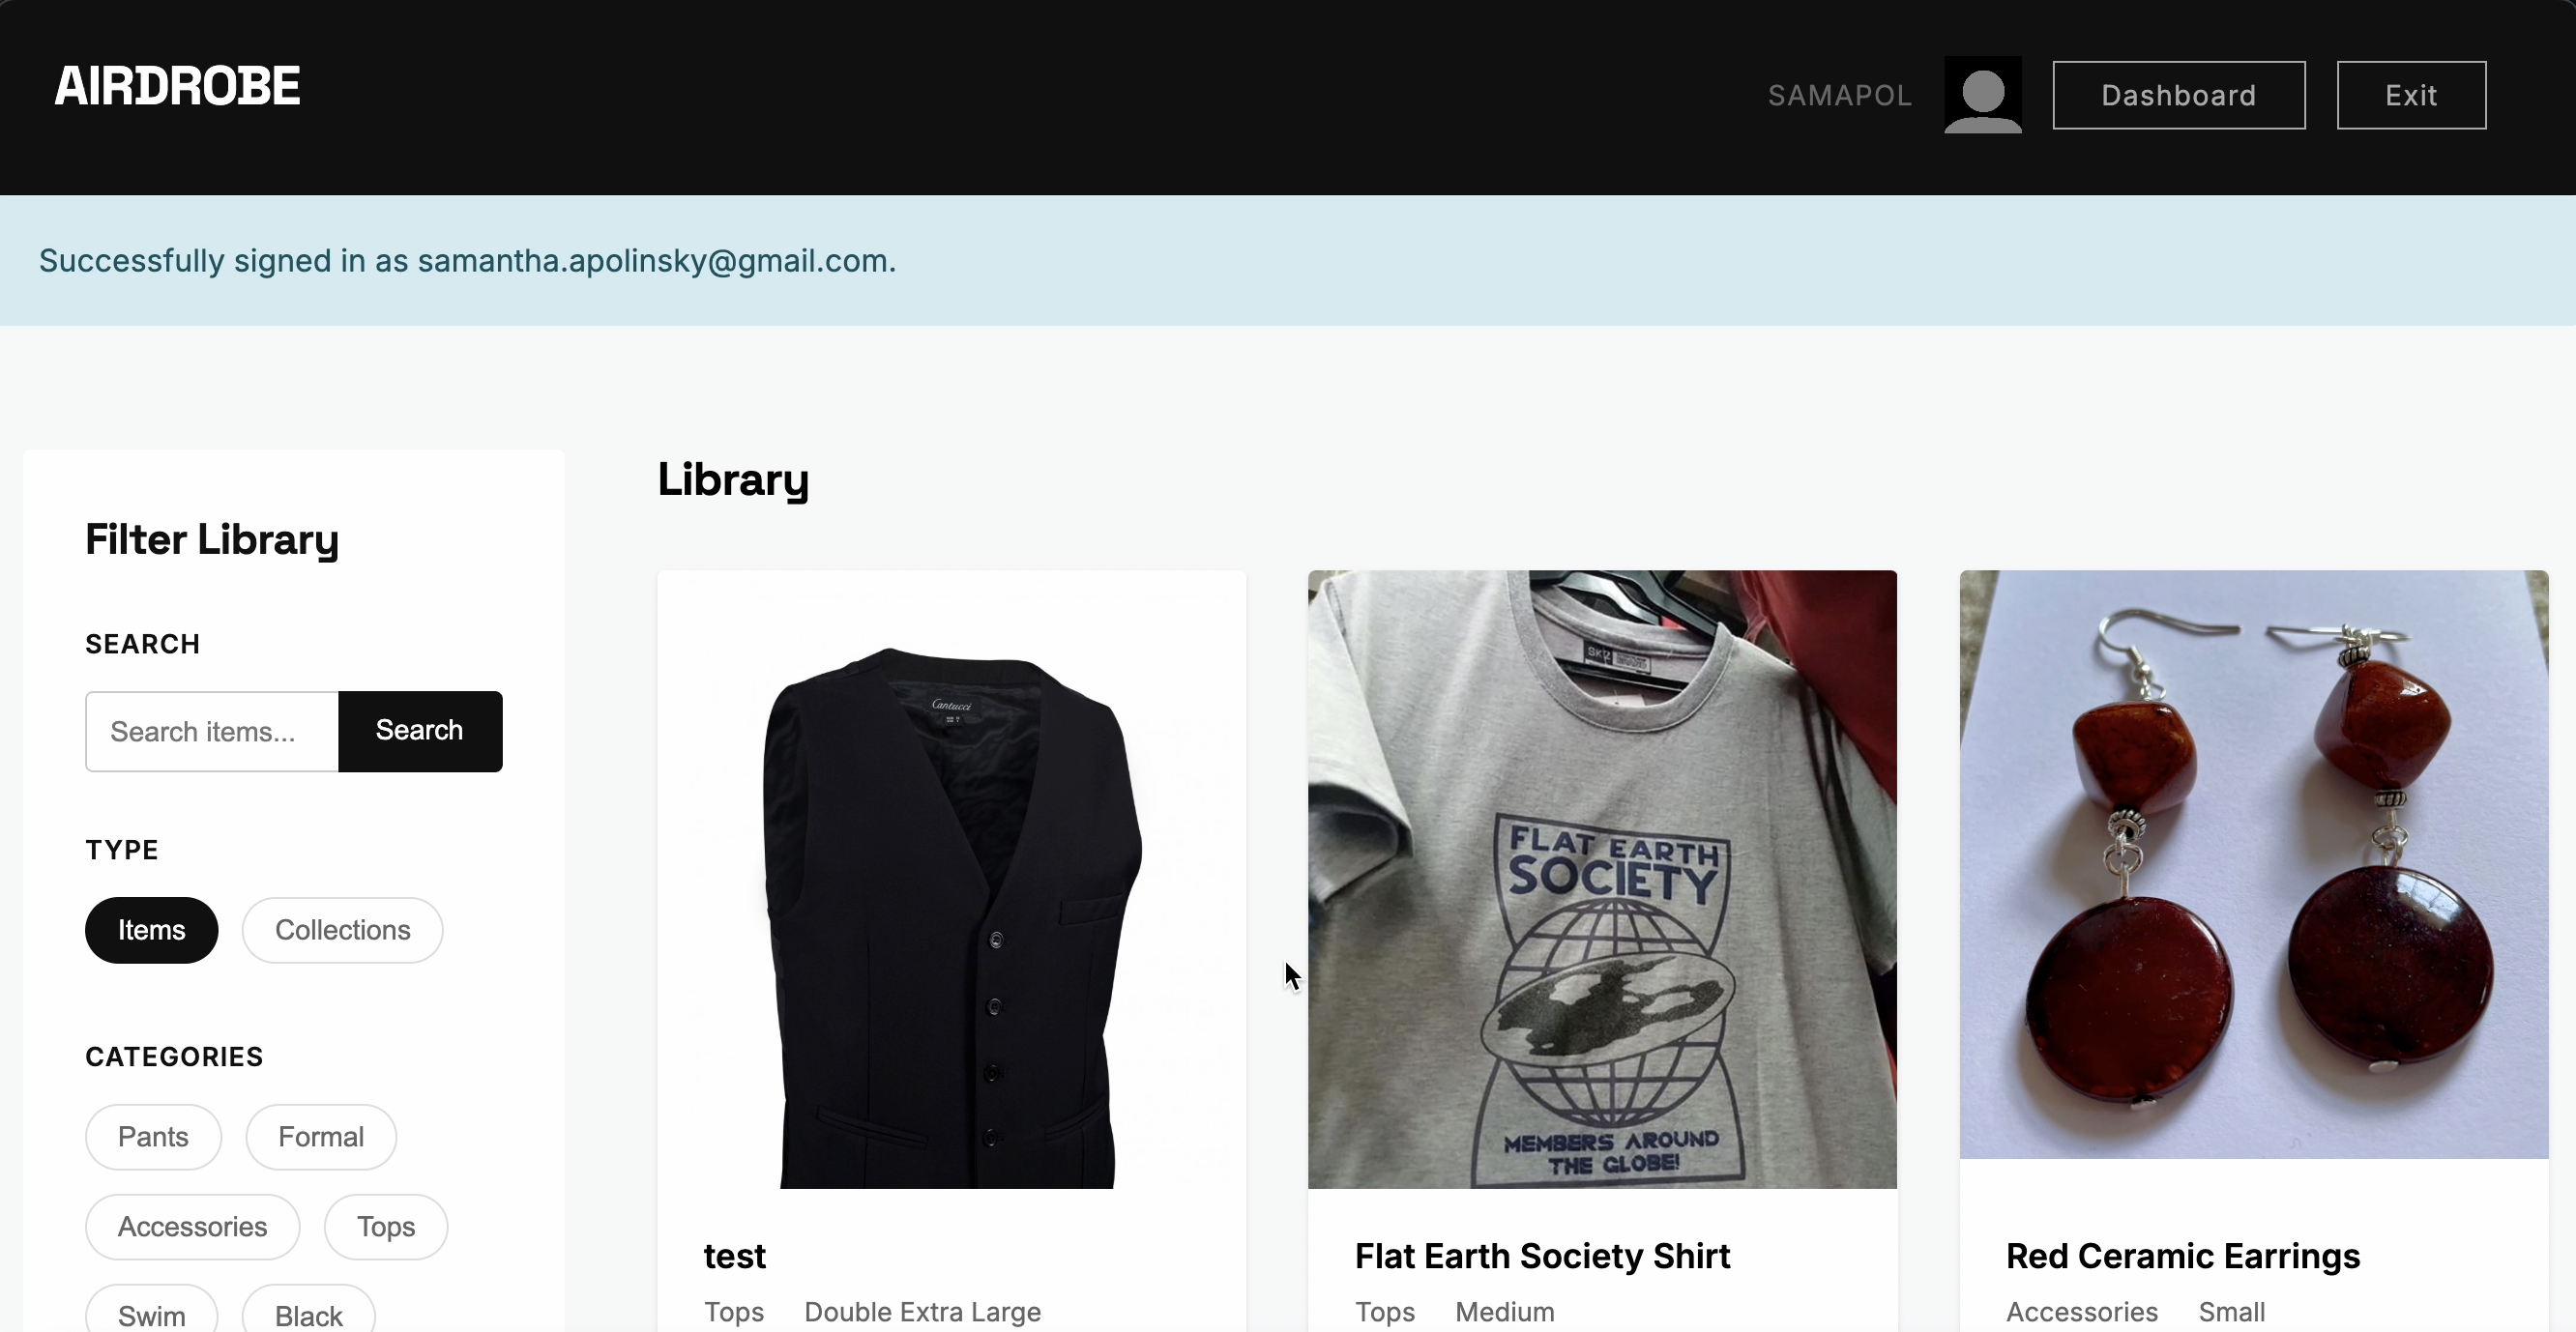 AIRDROBE
SAMAPOL
Dashboard
Exit
Successfully signed in as samantha.apolinsky@gmail.com.
Filter Library
SEARCH
Search items...
Search
TYPE
Items
Collections
CATEGORIES
Pants
Formal
Accessories
Tops
Swim
Black
Library
Cantucci
test
Tops
Double Extra Large
FLAT EARTH
SOCIETY
MEMBERS AROUND
THE GLOBE!
Flat Earth Society Shirt
Tops
Medium
Red Ceramic Earrings
Accessories
Small